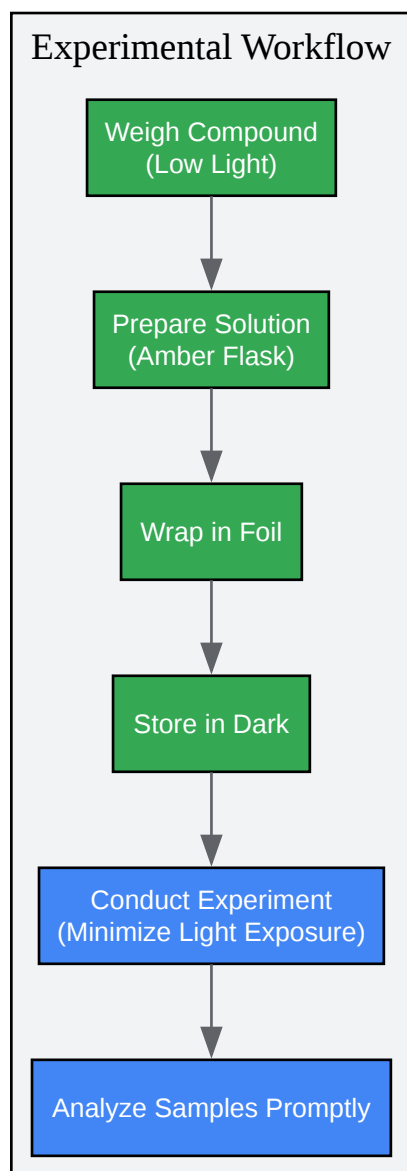 Experimental Workflow
Weigh Compound
(Low Light)
Prepare Solution
(Amber Flask)
Wrap in Foil
Store in Dark
Conduct Experiment
(Minimize Light Exposure)
Analyze Samples Promptly